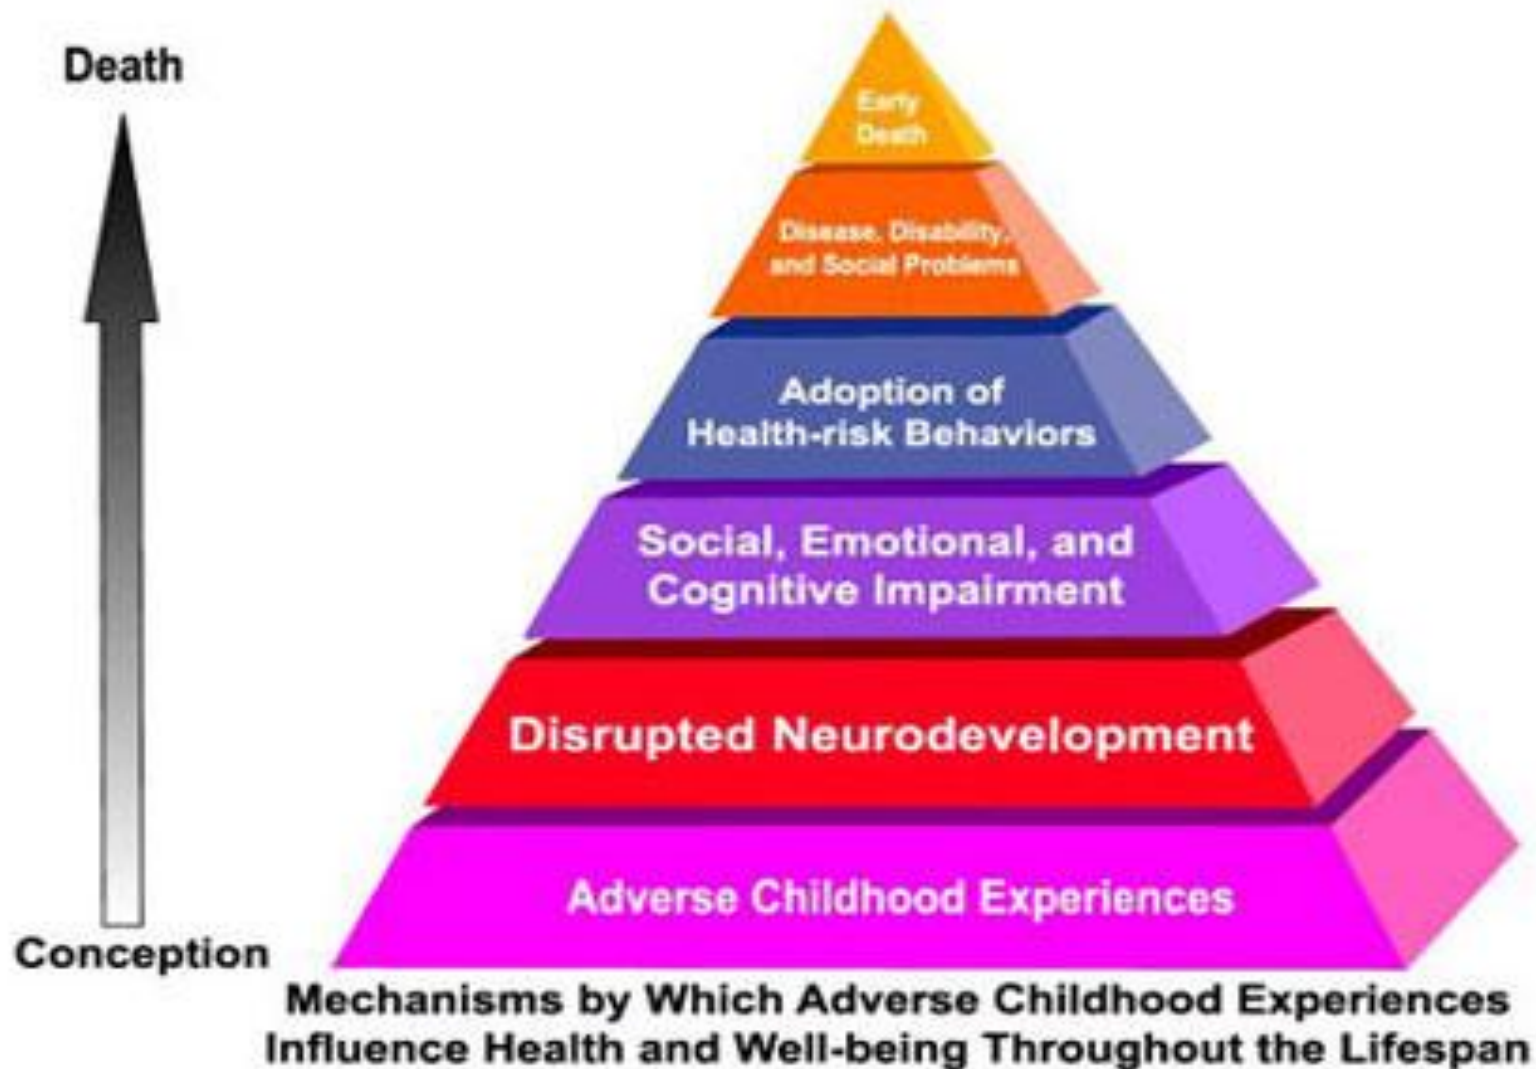 Death
Early
Death
Disease, Disability,
and Social Problems
Adoption of
Health-risk Behaviors
Social, Emotional, and
Cognitive Impairment
Disrupted Neurodevelopment
Adverse Childhood Experiences
Conception
Mechanisms by Which Adverse Childhood Experiences
Influence Health and Well-being Throughout the Lifespan